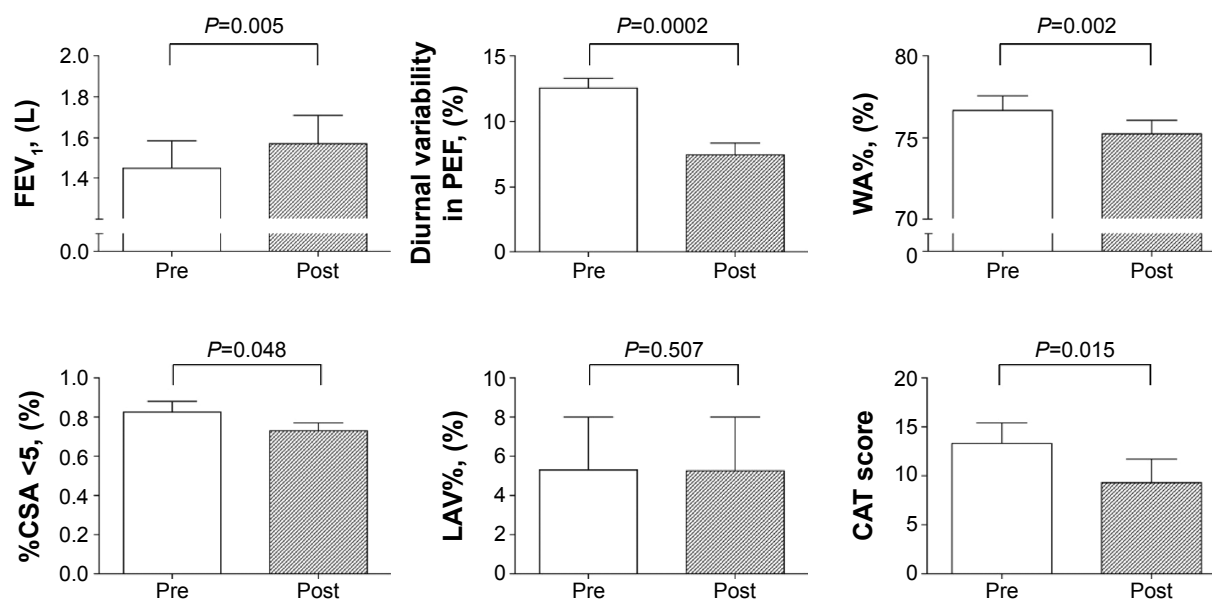 P=0.005
FEV1, (L)
2.0
1.8
1.6
1.4
0.0
Pre
Post
P=0.0002
Diurnal variability
in PEF, (%)
15
10
5
0
Pre
Post
P=0.002
WA%, (%)
80
75
70
0
Pre
Post
P=0.048
%CSA <5, (%)
1.0
0.8
0.6
0.4
0.2
0.0
Pre
Post
P=0.507
LAV%, (%)
10
8
6
4
2
0
Pre
Post
P=0.015
CAT score
20
15
10
5
0
Pre
Post